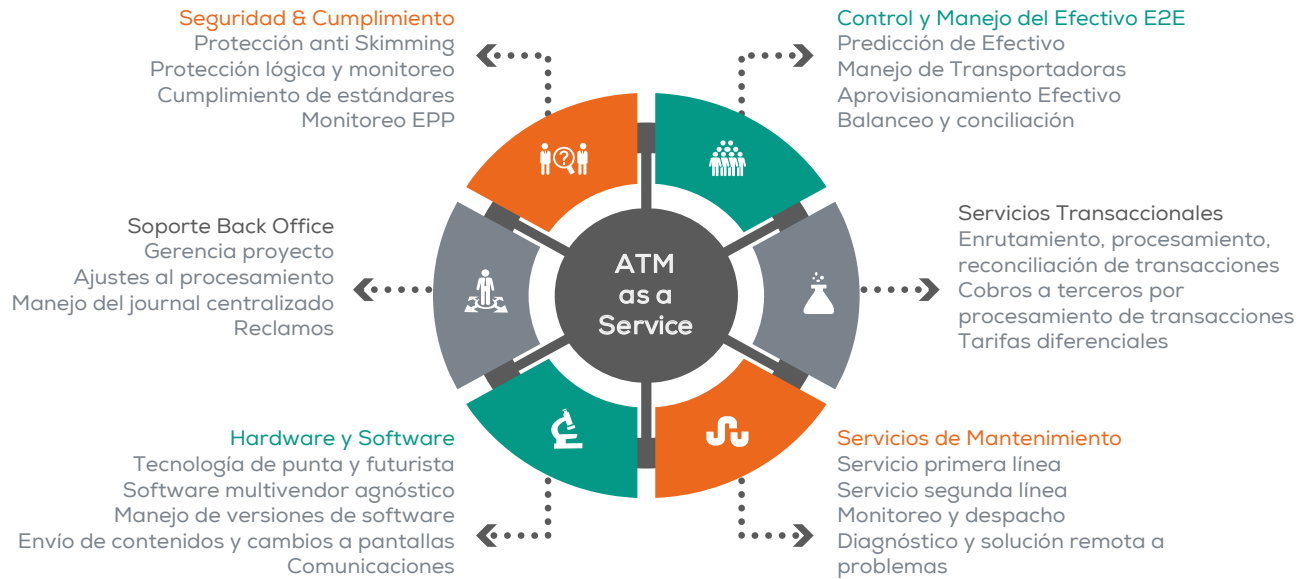 Seguridad & Cumplimiento
Protección anti Skimming
Protección lógica y monitoreo
Cumplimiento de estándares
Monitoreo EPP
Control y Manejo del Efectivo E2E
Predicción de Efectivo
Manejo de Transportadoras
Aprovisionamiento Efectivo
Balanceo y conciliación
Soporte Back Office
Gerencia proyecto
Ajustes al procesamiento
Manejo del journal centralizado
Reclamos
ATM
as a
Service
Servicios Transaccionales
Enrutamiento, procesamiento,
reconciliación de transacciones
Cobros a terceros por
procesamiento de transacciones
Tarifas diferenciales
Hardware y Software
Tecnología de punta y futurista
Software multivendor agnóstico
Manejo de versiones de software
Envío de contenidos y cambios a pantallas
Comunicaciones
Servicios de Mantenimiento
Servicio primera línea
Servicio segunda línea
Monitoreo y despacho
Diagnóstico y solución remota a
problemas